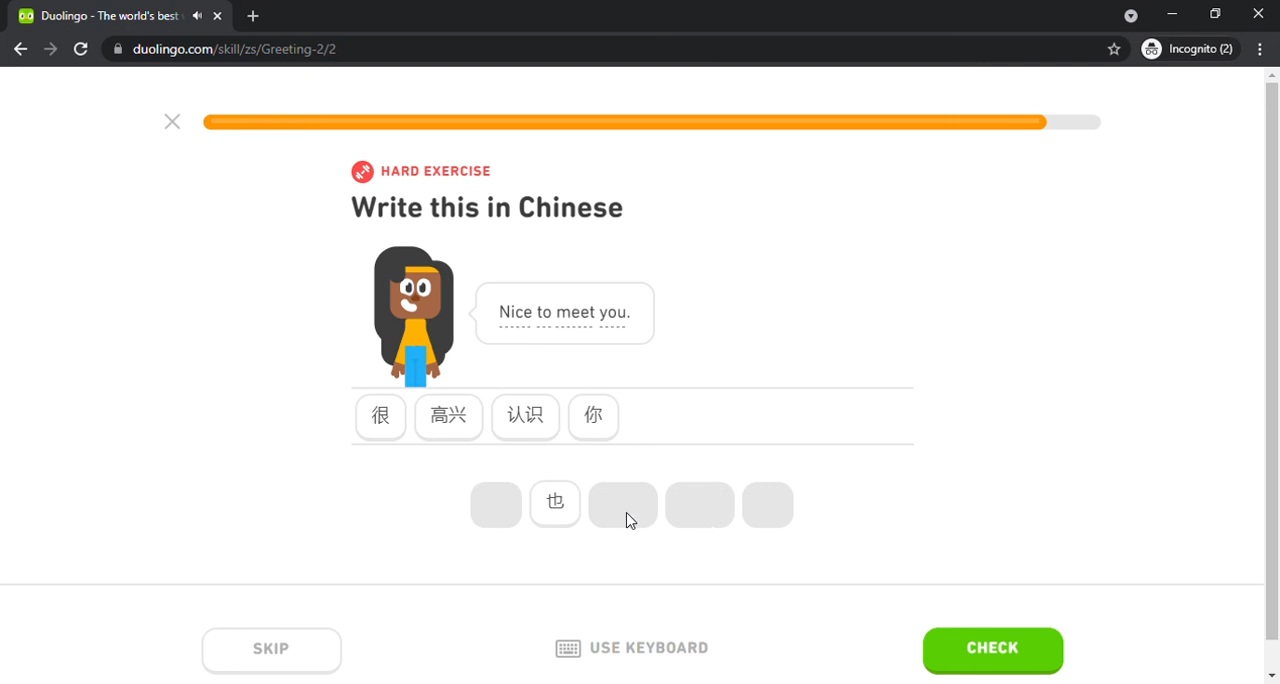 Duolingo - The world's best
duolingo.com/skill/zs/Greeting-2/2
Incognito (2)
HARD EXERCISE
Write this in Chinese
Nice to meet you.
很 高兴 认识 你
也
SKIP
USE KEYBOARD
CHECK